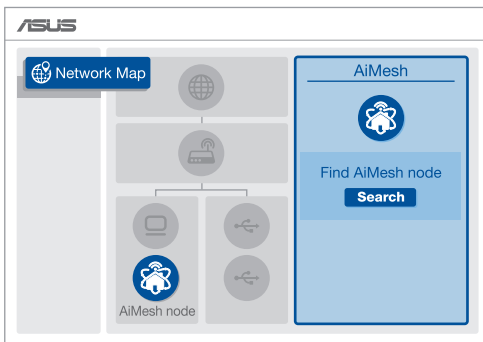 ASUS
Network Map
AiMesh
Find AiMesh node
Search
AiMesh node